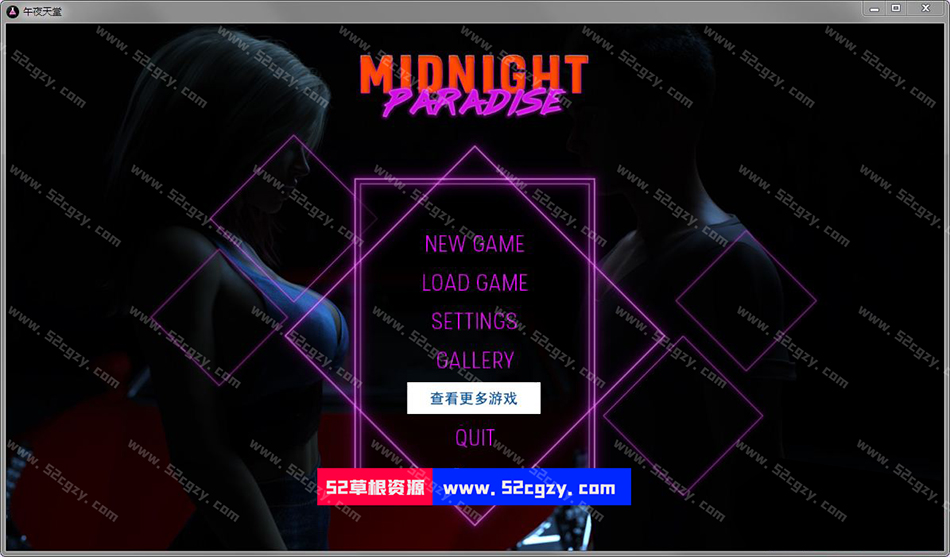 午夜天堂
MIDNIGHT
PARADISE
NEW GAME
LOAD GAME
SETTINGS
GALLERY
查看更多游戏
QUIT
52草根资源 www.52cgzy.com
www.52cgzy.com